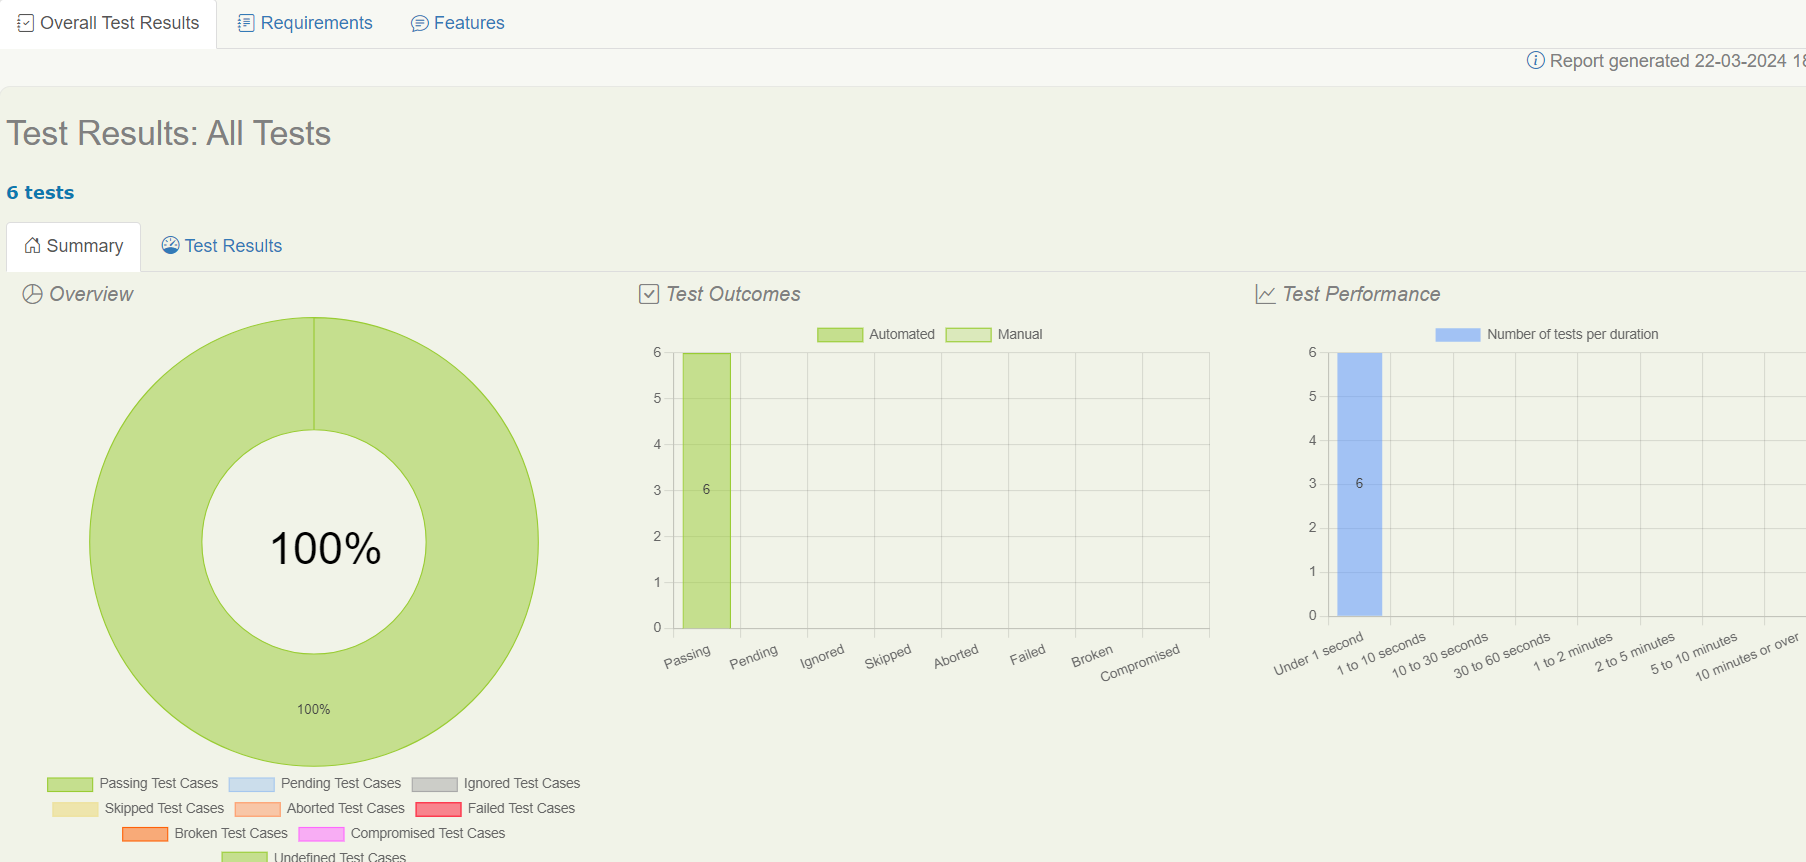 Overall Test Results Requirements Features
Report generated 22-03-2024 18
Test Results: All Tests
6 tests
Summary Test Results
Overview
100%
100%
Passing Test Cases Pending Test Cases Ignored Test Cases
Skipped Test Cases Aborted Test Cases Failed Test Cases
Broken Test Cases Compromised Test Cases
Undefined Test Cases
Test Outcomes
Automated Manual
6
5
4
3
2
1
0
6
Passing Pending Ignored Skipped Aborted Failed Broken Compromised
Test Performance
Number of tests per duration
6
5
4
3
2
1
0
6
Under 1 second 1 to 10 seconds 10 to 30 seconds 30 to 60 seconds 1 to 2 minutes 2 to 5 minutes 5 to 10 minutes 10 minutes or over